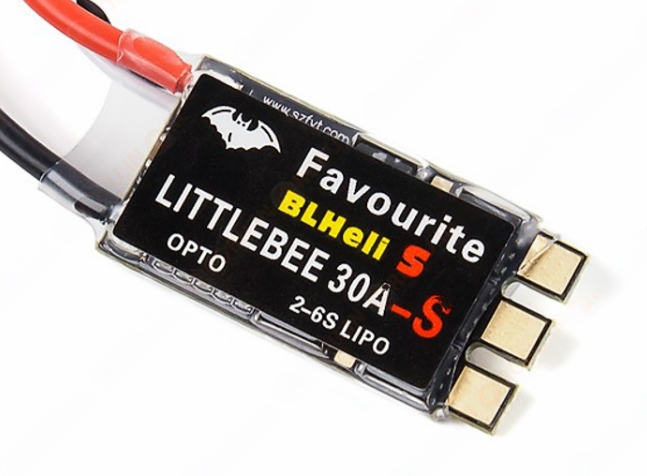 www.szfvt.com
Favourite
BLHeli S
LITTLEBEE 30A-S
OPTO
2-6S LIPO